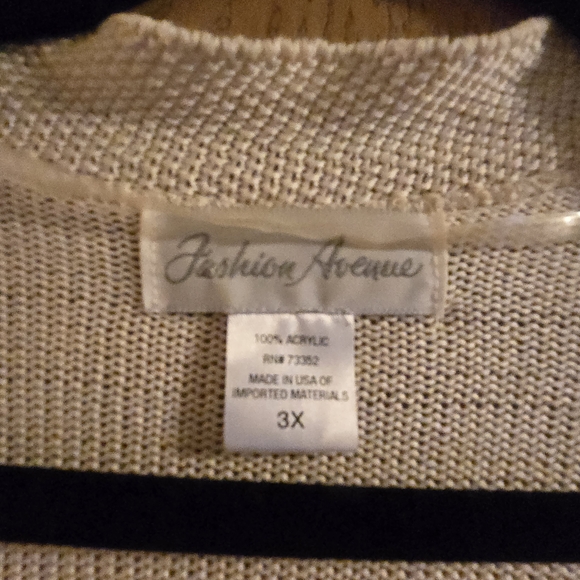 Fashion Avenue
100% ACRYLIC
RN# 73352
MADE IN USA OF
IMPORTED MATERIALS
3X